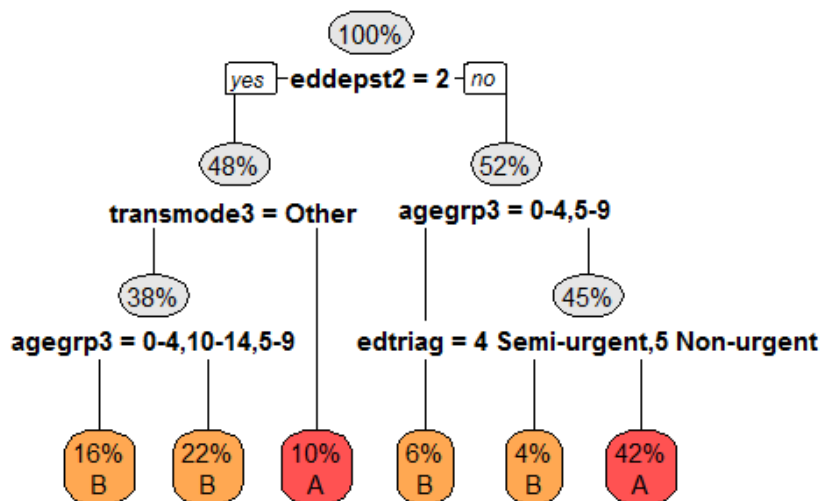 100%
yes eddepst2 = 2 no
48% 52%
transmode3 = Other agegrp3 = 0-4,5-9
38% 45%
agegrp3 = 0-4,10-14,5-9 edtriag = 4 Semi-urgent,5 Non-urgent
16% 22% 10% 6% 4% 42%
B B A B B A